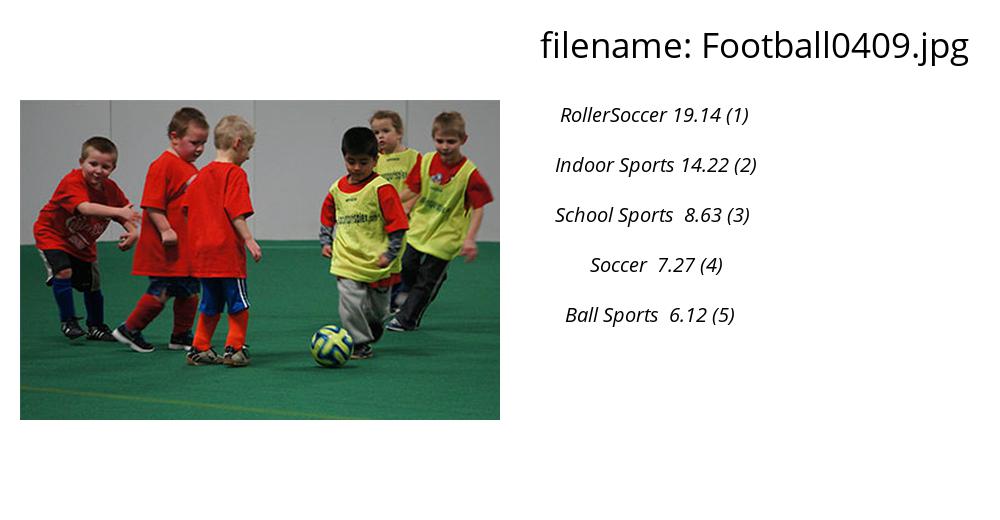 filename: Football0409.jpg
RollerSoccer 19.14 (1)
Indoor Sports 14.22 (2)
School Sports 8.63 (3)
Soccer 7.27 (4)
Ball Sports 6.12 (5)